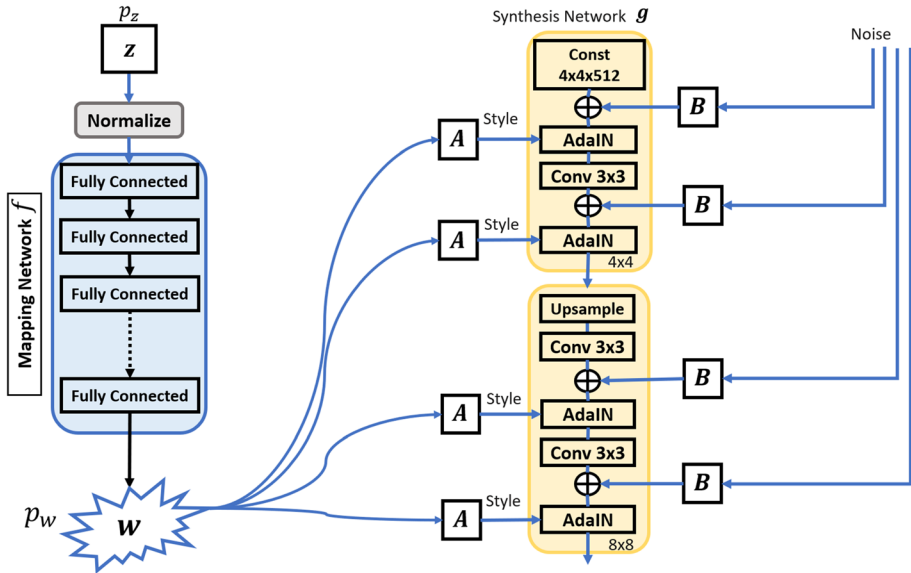 p_z
z
Normalize
Mapping Network f
Fully Connected
Fully Connected
Fully Connected
Fully Connected
p_w
w
A
Style
A
Style
A
Style
A
Style
Synthesis Network g
Const
4x4x512
AdaIN
Conv 3x3
AdaIN
4x4
Upsample
Conv 3x3
AdaIN
Conv 3x3
AdaIN
8x8
Noise
B
B
B
B